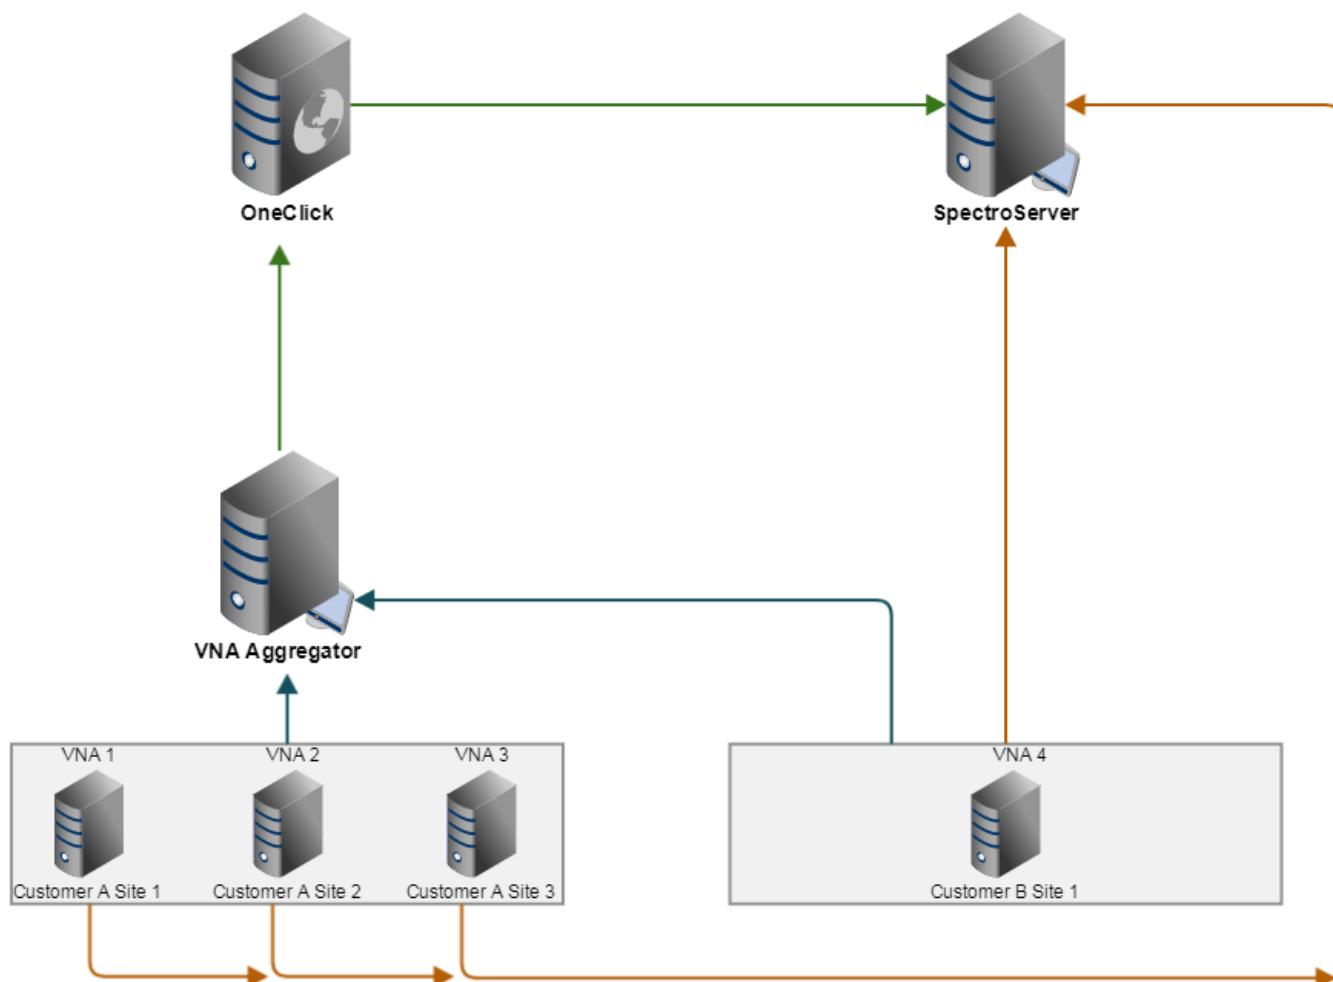 OneClick
SpectroServer
VNA Aggregator
VNA 1
VNA 2
VNA 3
VNA 4
Customer A Site 1
Customer A Site 2
Customer A Site 3
Customer B Site 1